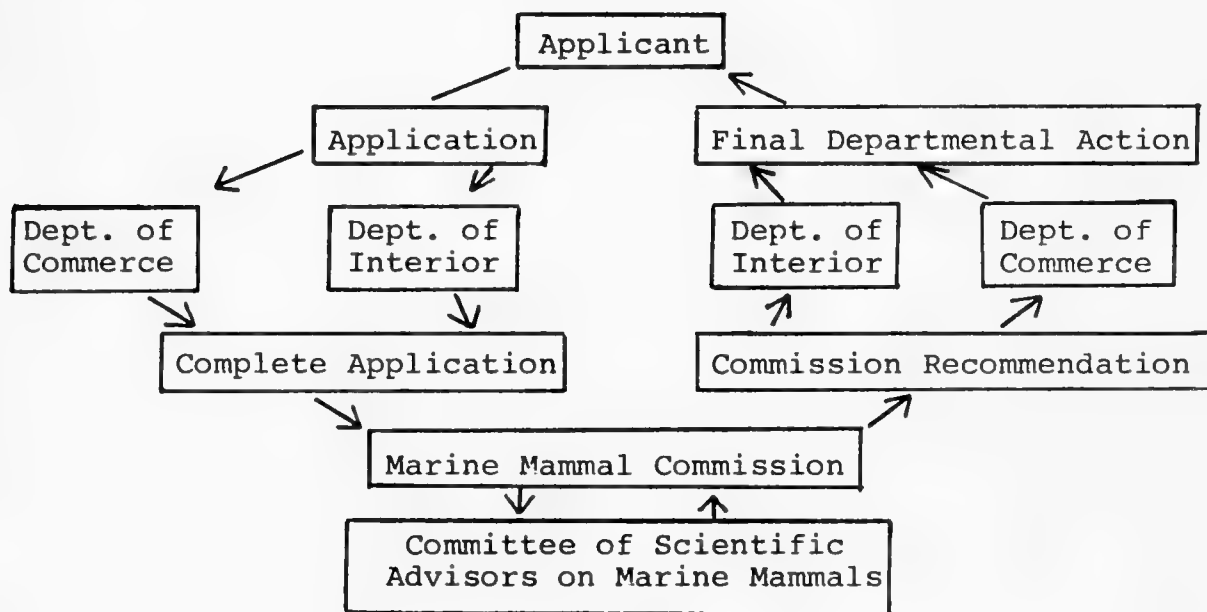 Applicant
Application
Final Departmental Action
Dept. of
Commerce
Dept. of
Interior
Dept. of
Interior
Dept. of
Commerce
Complete Application
Commission Recommendation
Marine Mammal Commission
Committee of Scientific
Advisors on Marine Mammals